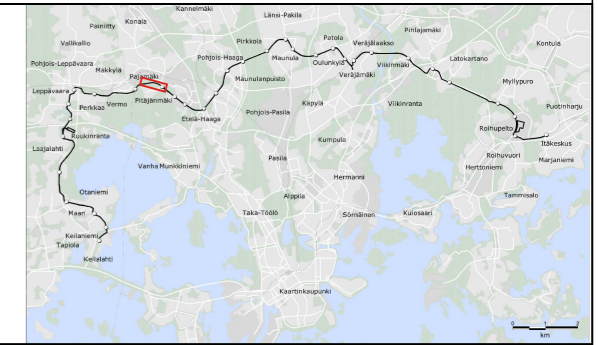 Kannelmäki
Länsi-Pakila
Konala
Painiitty
Pihlajamäki
Pirkkola
Patola
Veräjälaakso
Vallikallio
Kontula
Pohjois-Haaga
Maunula
Oulunkylä
Viikinmäki
Latokartano
Pohjois-Leppävaara
Mäkkylä
Pajamäki
Maunulanpuisto
Veräjämäki
Myllypuro
Leppävaara
Perkkaa
Vermo
Pitäjänmäki
Käpylä
Viikinranta
Puotinharju
Etelä-Haaga
Pohjois-Pasila
Roihupelto
Ruukinranta
Kumpula
Itäkeskus
Laajalahti
Pasila
Roihuvuori
Marjaniemi
Vanha Munkkiniemi
Herttoniemi
Hermanni
Otaniemi
Alppila
Tammisalo
Maari
Taka-Töölö
Sörnäinen
Kulosaari
Keilaniemi
Tapiola
Keilalahti
Kaartinkaupunki
0 1 2
km